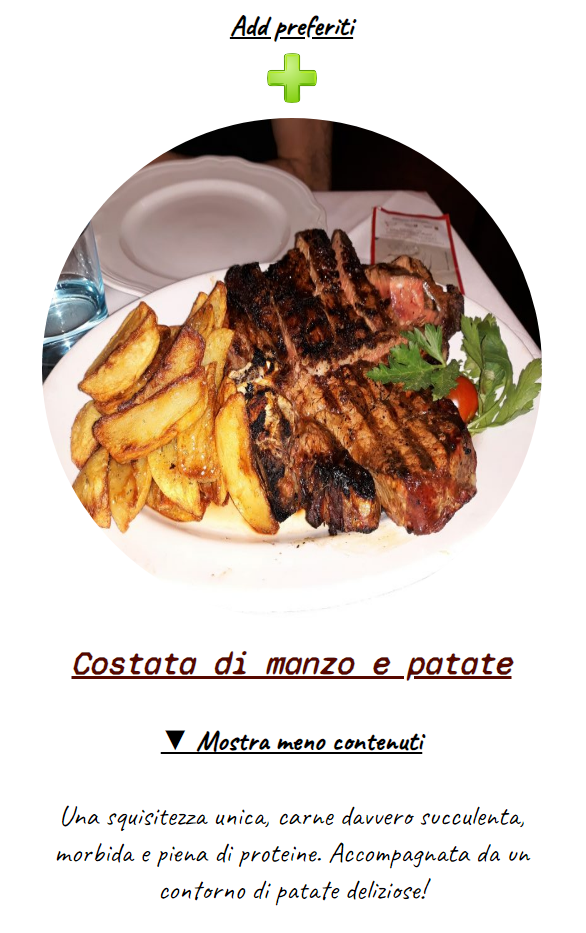 Add preferiti
Costata di manzo e patate
▼ Mostra meno contenuti
Una squisitezza unica, carne davvero succulenta,
morbida e piena di proteine. Accompagnata da un
contorno di patate deliziose!